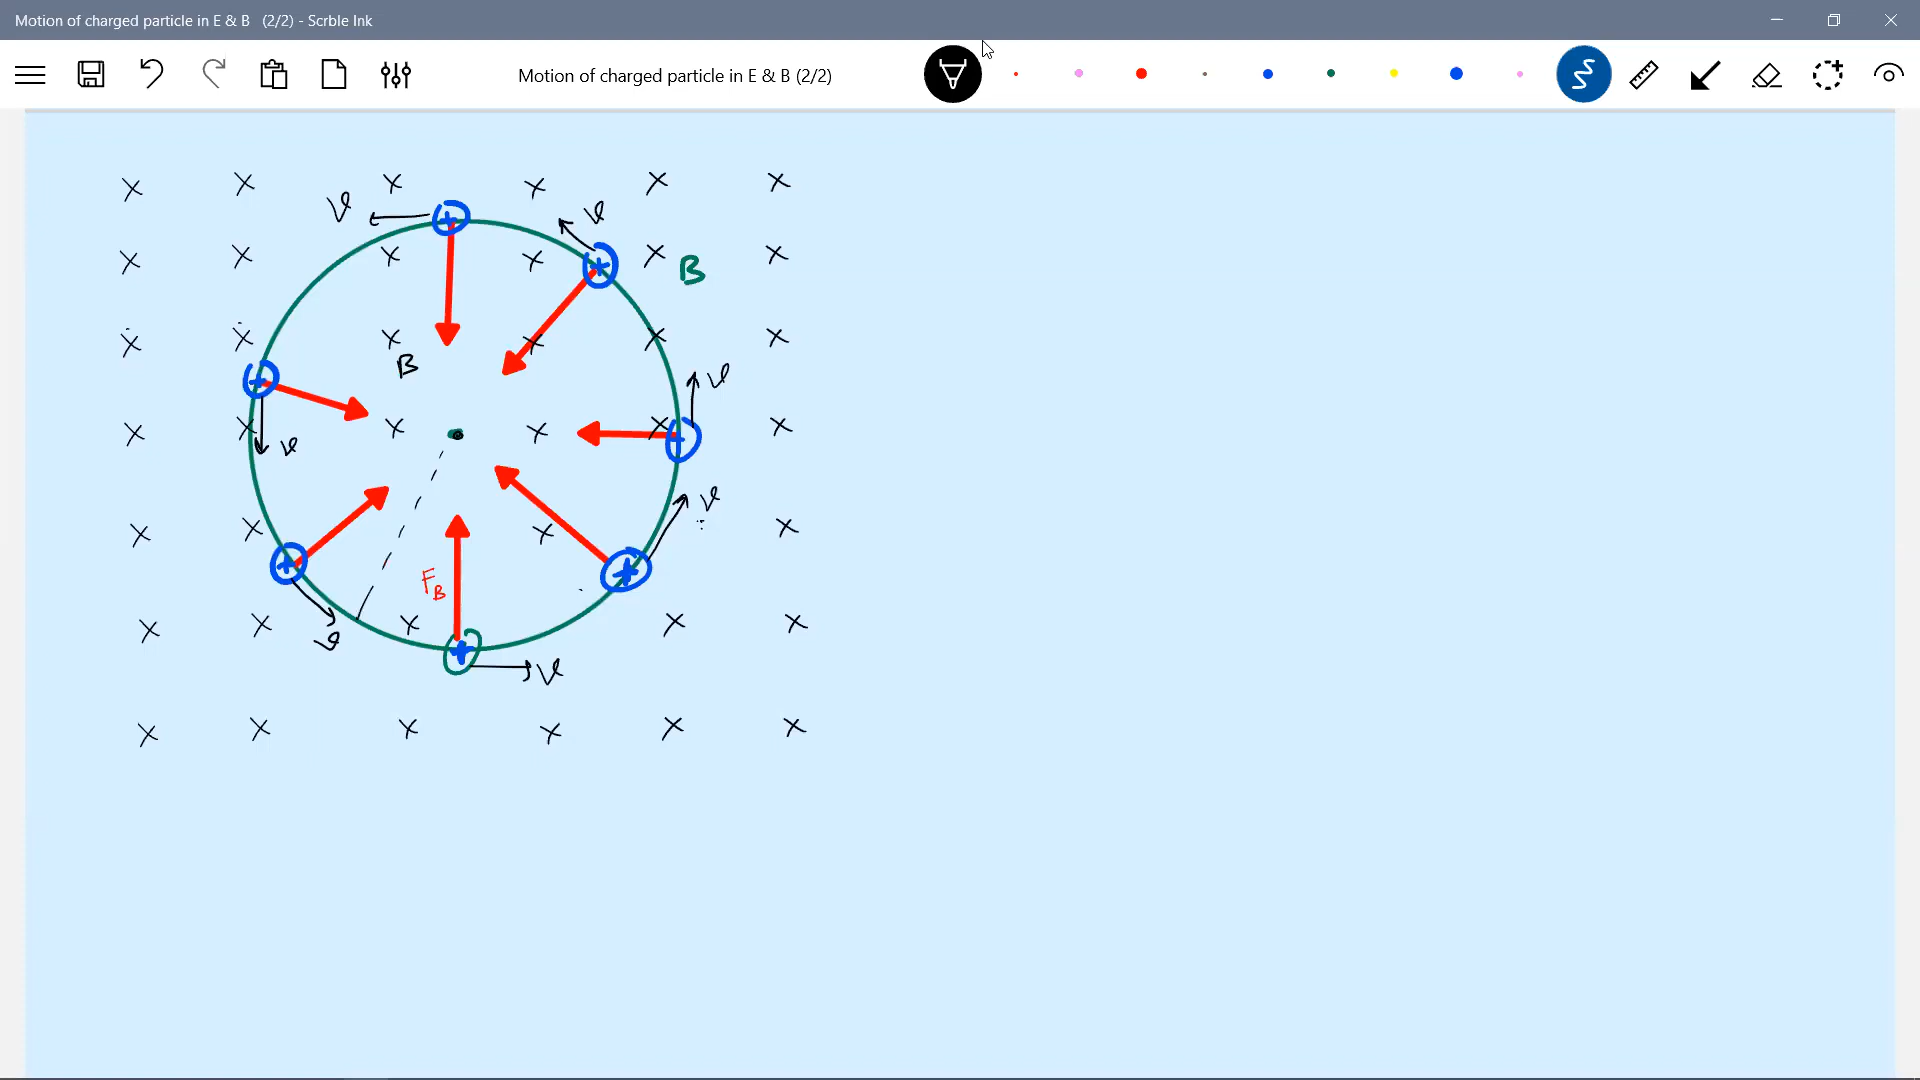 Motion of charged particle in E & B (2/2) - Scrble Ink
Motion of charged particle in E & B (2/2)
x x x x x x
v v
x x x x x x
B
x x x x x x
B
v
x x x x x
v
v
x x x x
F_B
x x x x x
v
v
x x x x x x